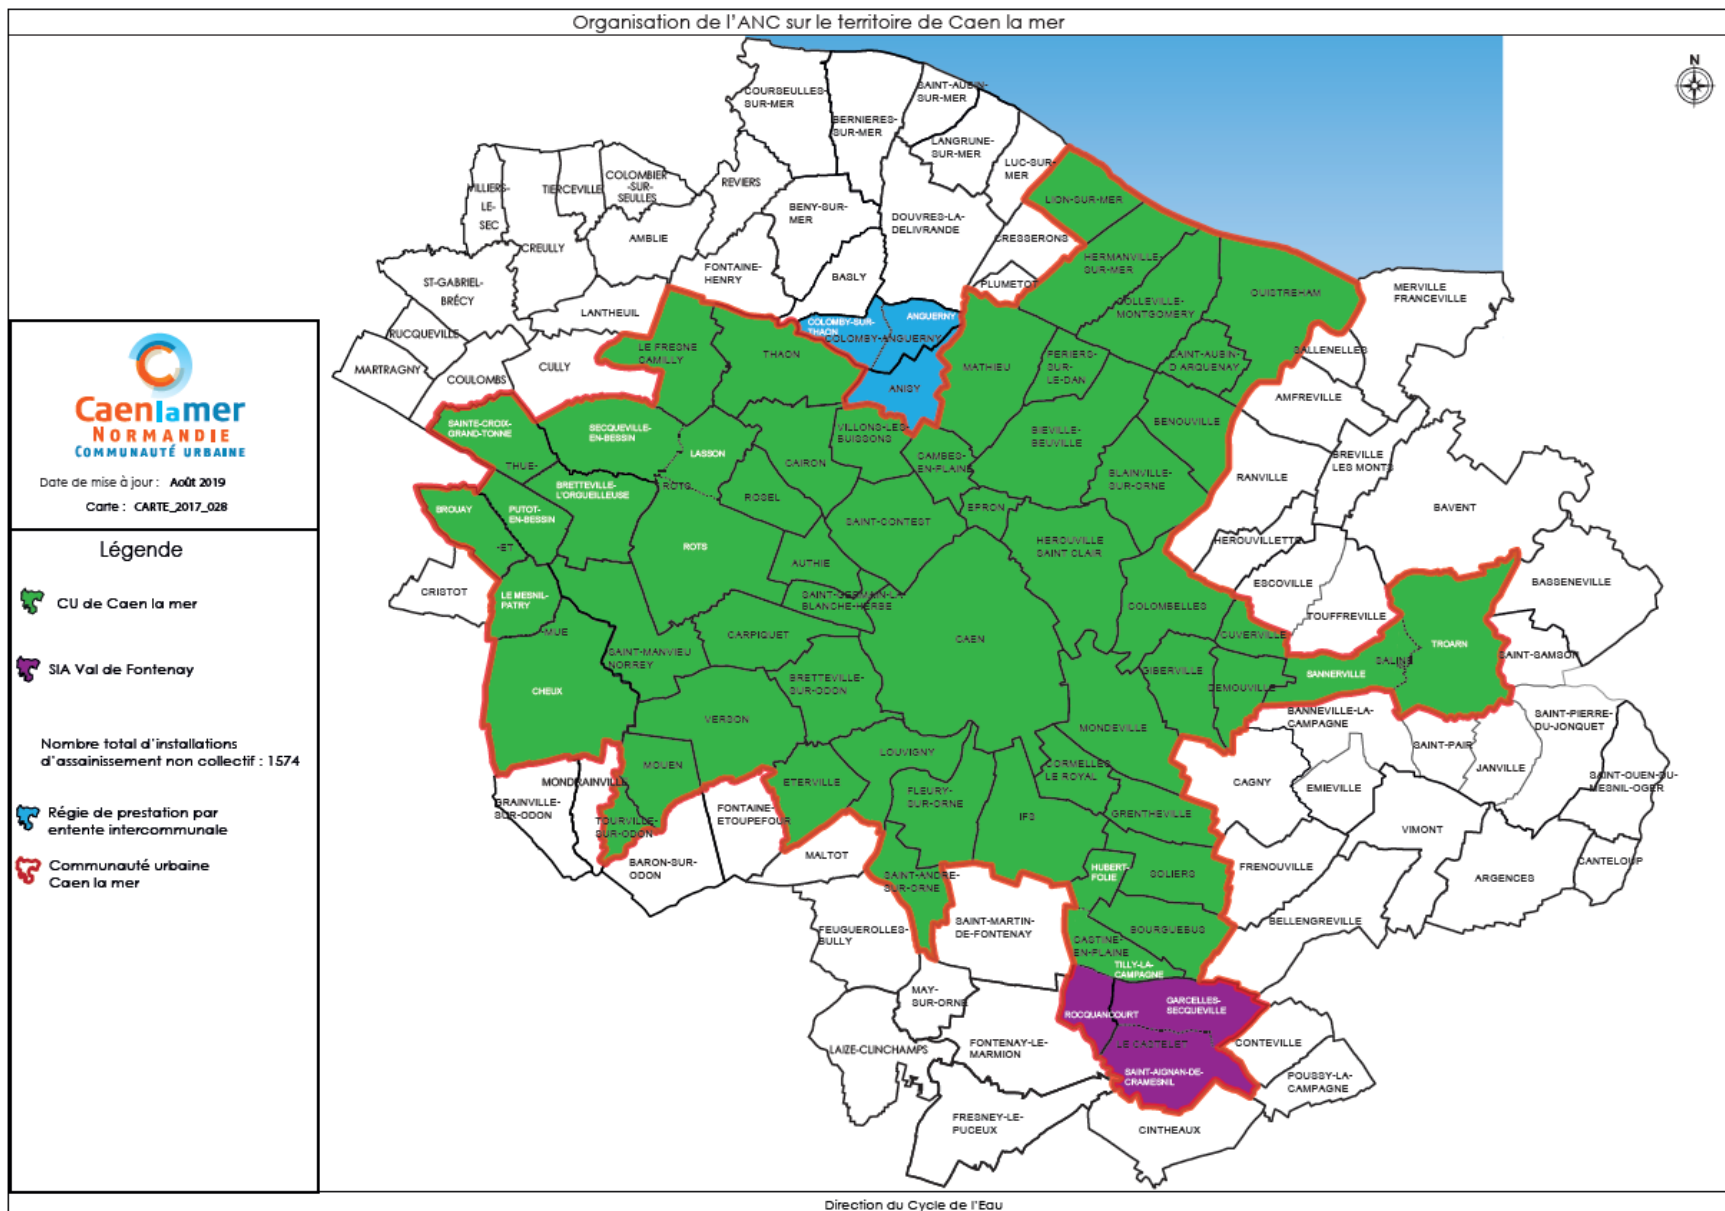 Organisation de l'ANC sur le territoire de Caen la mer
N
COURSEULLES-
SUR-MER
BERNIERES-
SUR-MER
SAINT-AUBIN-
SUR-MER
LANGRUNE-
SUR-MER
LUC-SUR-
MER
VILLIERS-
LE-
SEC
TIERCEVILLE
COLOMBIER
-SUR-
SEULLES
REVIERS
BENY-SUR-
MER
DOUVRES-LA-
DELIVRANDE
CRESSERONS
LION-SUR-MER
CREULLY
AMBLIE
FONTAINE-
HENRY
BASLY
PLUMETOT
HERMANVILLE-
SUR-MER
COLLEVILLE-
MONTGOMERY
OUISTREHAM
MERVILLE
FRANCEVILLE
ST-GABRIEL-
BRÉCY
RUCQUEVILLE
LANTHEUIL
MARTRAGNY
COULOMBS
CULLY
LE FRESNE
CAMILLY
THAON
COLOMBY-SUR-
THAON
ANGUERNY
COLOMBY-ANGUERNY
ANISY
MATHIEU
PERIERS-
SUR-
LE-DAN
SAINT-AUBIN-
D ARQUENAY
SALLENELLES
AMFREVILLE
BENOUVILLE
Caenlamer
NORMANDIE
COMMUNAUTÉ URBAINE
Date de mise à jour : Août 2019
Carte : CARTE_2017_028
SAINTE-CROIX-
GRAND-TONNE
SECQUEVILLE-
EN-BESSIN
LASSON
CAIRON
VILLONS-LES-
BUISSONS
CAMBES-
EN-PLAINE
BIEVILLE-
BEUVILLE
BLAINVILLE-
SUR-ORNE
RANVILLE
BREVILLE
LES MONTS
BAVENT
THUE-
BRETTEVILLE-
L'ORGUEILLEUSE
ROTS
ROSEL
BROUAY
PUTOT-
EN-BESSIN
SAINT-CONTEST
EPRON
HEROUVILLE
SAINT CLAIR
HEROUVILLETTE
-ET
ROTS
AUTHIE
ESCOVILLE
BASSENEVILLE
CRISTOT
LE MESNIL-
PATRY
SAINT-GERMAIN-LA-
BLANCHE-HERBE
COLOMBELLES
TOUFFREVILLE
-MUE
CARPIQUET
CAEN
CUVERVILLE
SALINE
TROARN
SAINT-SAMSON
SAINT-MANVIEU
NORREY
BRETTEVILLE-
SUR-ODON
GIBERVILLE
DEMOUVILLE
SANNERVILLE
CHEUX
VERSON
MONDEVILLE
BANNEVILLE-LA-
CAMPAGNE
SAINT-PIERRE-
DU-JONQUET
SAINT-PAIR
JANVILLE
MOUEN
LOUVIGNY
CORMELLES
LE ROYAL
CAGNY
EMIEVILLE
SAINT-OUEN-DU-
MESNIL-OGER
MONDRAINVILLE
GRAINVILLE-
SUR-ODON
ETERVILLE
FLEURY-
SUR-ORNE
IFS
GRENTHEVILLE
TOURVILLE-
SUR-ODON
FONTAINE-
ETOUPEFOUR
VIMONT
BARON-SUR-
ODON
MALTOT
SAINT-ANDRE-
SUR-ORNE
HUBERT-
FOLIE
SOLIERS
FRENOUVILLE
ARGENCES
CANTELOUP
FEUGUEROLLES-
BULLY
SAINT-MARTIN-
DE-FONTENAY
CASTINE-
EN-PLAINE
BOURGUEBUS
BELLENGREVILLE
TILLY-LA-
CAMPAGNE
MAY-
SUR-ORNE
ROCQUANCOURT
GARCELLES-
SECQUEVILLE
LAIZE-CLINCHAMPS
FONTENAY-LE-
MARMION
LE CASTELET
CONTEVILLE
SAINT-AIGNAN-DE-
CRAMESNIL
POUSSY-LA-
CAMPAGNE
FRESNEY-LE-
PUCEUX
CINTHEAUX
Légende
CU de Caen la mer
SIA Val de Fontenay
Nombre total d'installations
d'assainissement non collectif : 1574
Régie de prestation par
entente intercommunale
Communauté urbaine
Caen la mer
Direction du Cycle de l'Eau